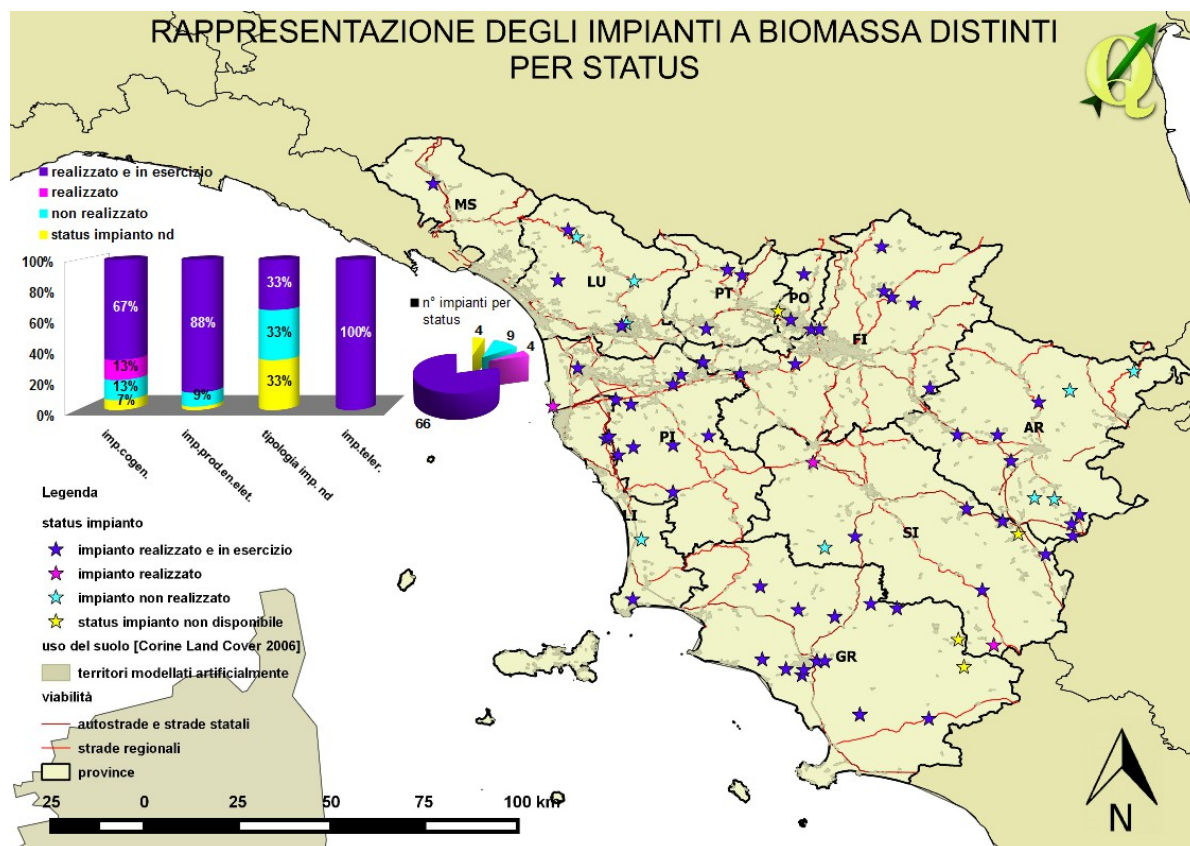 RAPPRESENTAZIONE DEGLI IMPIANTI A BIOMASSA DISTINTI
PER STATUS
Q
realizzato e in esercizio
realizzato
non realizzato
status impianto nd
100%
80%
60%
40%
20%
0%
67%
13%
13%
7%
88%
9%
33%
33%
33%
100%
imp.cogen.
imp.prod.en.elet.
tipologia imp. nd
imp.teler.
n° impianti per
status
4
9
4
66
MS
LU
PT
PO
FI
AR
PI
LI
SI
GR
Legenda
status impianto
impianto realizzato e in esercizio
impianto realizzato
impianto non realizzato
status impianto non disponibile
uso del suolo [Corine Land Cover 2006]
territori modellati artificialmente
viabilità
autostrade e strade statali
strade regionali
province
25 0 25 50 75 100 km
N